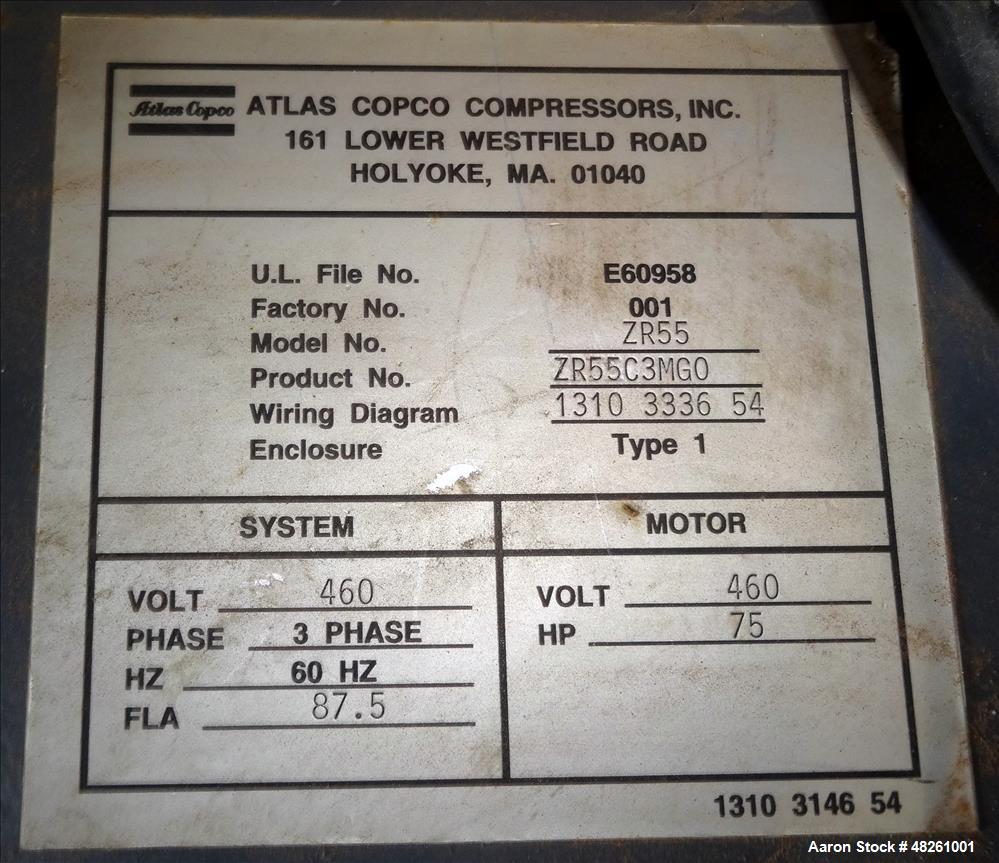 Atlas Copco ATLAS COPCO COMPRESSORS, INC.
161 LOWER WESTFIELD ROAD
HOLYOKE, MA. 01040
U.L. File No. E60958
Factory No. 001
Model No. ZR55
Product No. ZR55C3MGO
Wiring Diagram 1310 3336 54
Enclosure Type 1
SYSTEM
VOLT 460
PHASE 3 PHASE
HZ 60 HZ
FLA 87.5
MOTOR
VOLT 460
HP 75
1310 3146 54
Aaron Stock # 48261001